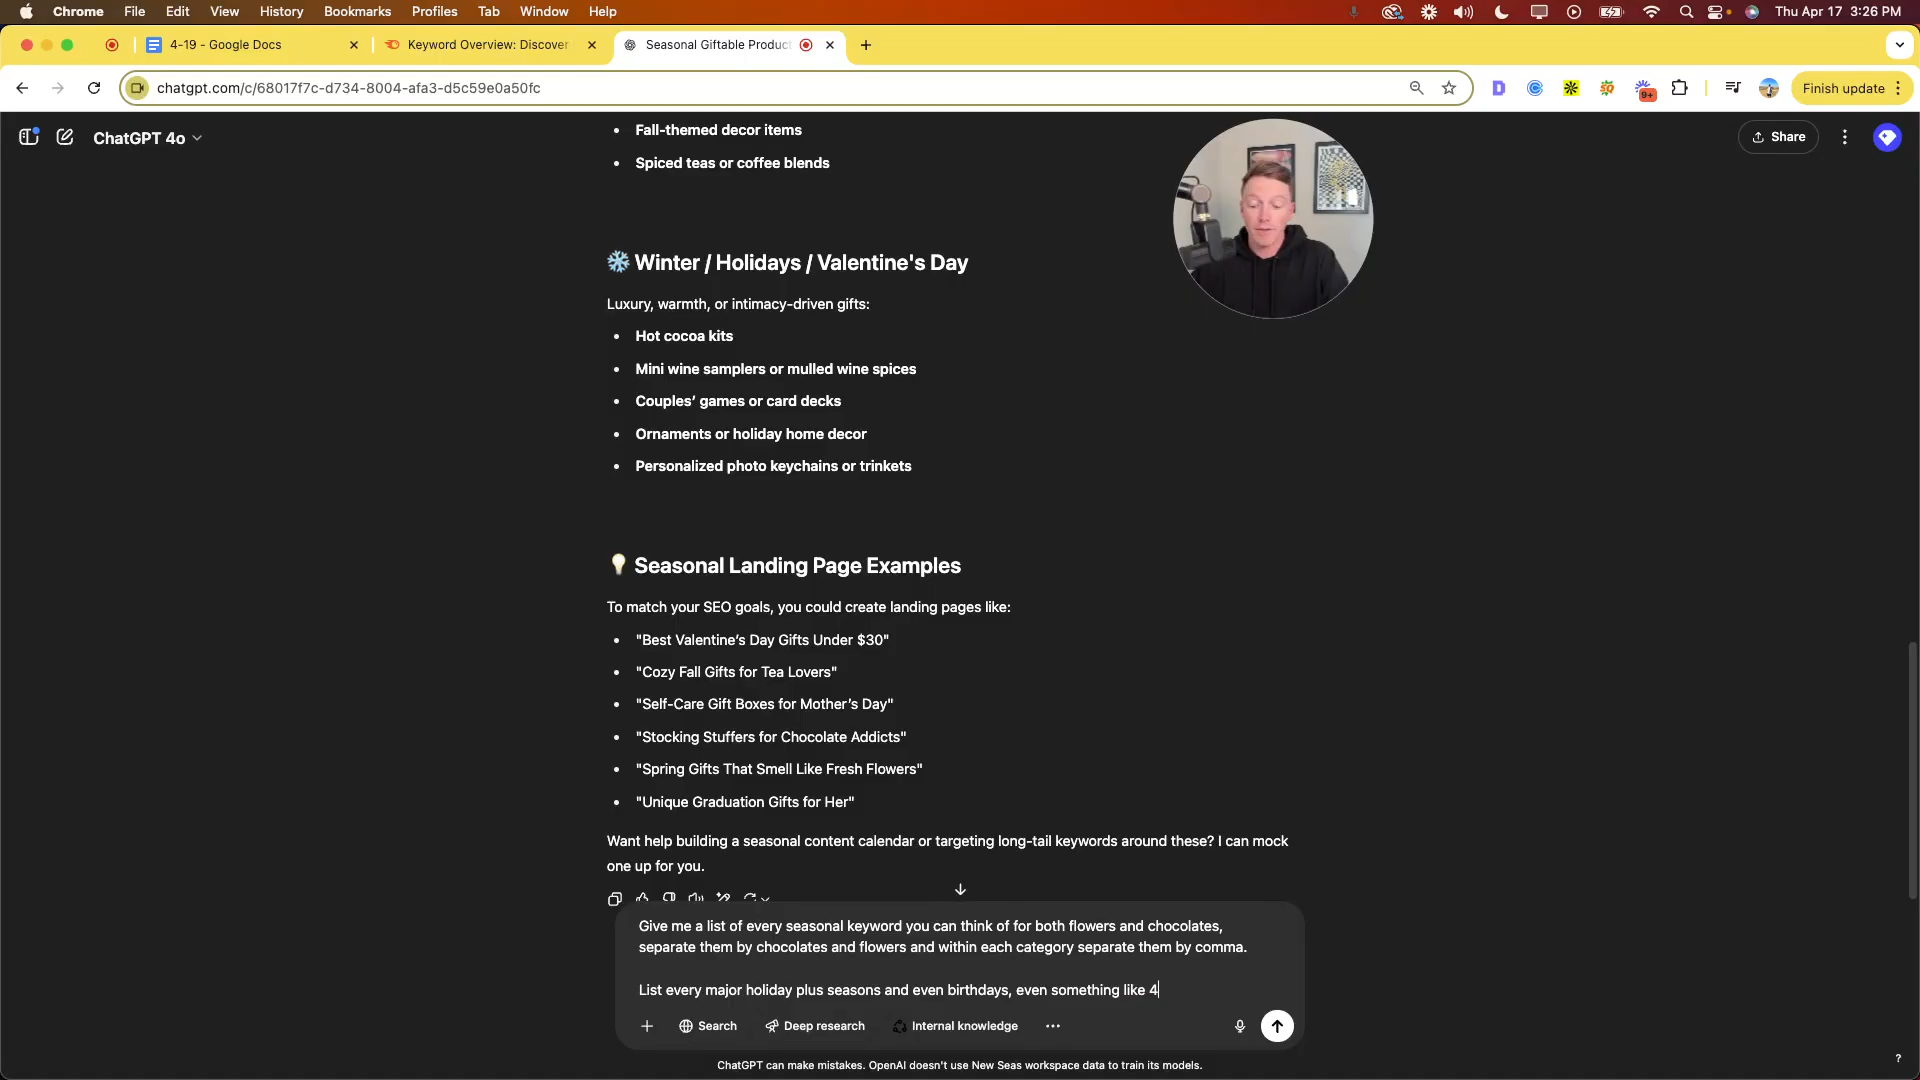 Chrome File Edit View History Bookmarks Profiles Tab Window Help Thu Apr 17 3:26 PM
4-19 - Google Docs
Keyword Overview: Discover
Seasonal Giftable Product
chatgpt.com/c/68017f7c-d734-8004-afa3-d5c59e0a50fc
9+
Finish update
ChatGPT 4o
Share
Fall-themed decor items
Spiced teas or coffee blends
Winter / Holidays / Valentine's Day
Luxury, warmth, or intimacy-driven gifts:
Hot cocoa kits
Mini wine samplers or mulled wine spices
Couples’ games or card decks
Ornaments or holiday home decor
Personalized photo keychains or trinkets
Seasonal Landing Page Examples
To match your SEO goals, you could create landing pages like:
"Best Valentine’s Day Gifts Under $30"
"Cozy Fall Gifts for Tea Lovers"
"Self-Care Gift Boxes for Mother’s Day"
"Stocking Stuffers for Chocolate Addicts"
"Spring Gifts That Smell Like Fresh Flowers"
"Unique Graduation Gifts for Her"
Want help building a seasonal content calendar or targeting long-tail keywords around these? I can mock
one up for you.
Give me a list of every seasonal keyword you can think of for both flowers and chocolates,
separate them by chocolates and flowers and within each category separate them by comma.
List every major holiday plus seasons and even birthdays, even something like 4
Search Deep research Internal knowledge
ChatGPT can make mistakes. OpenAI doesn't use New Seas workspace data to train its models.
?